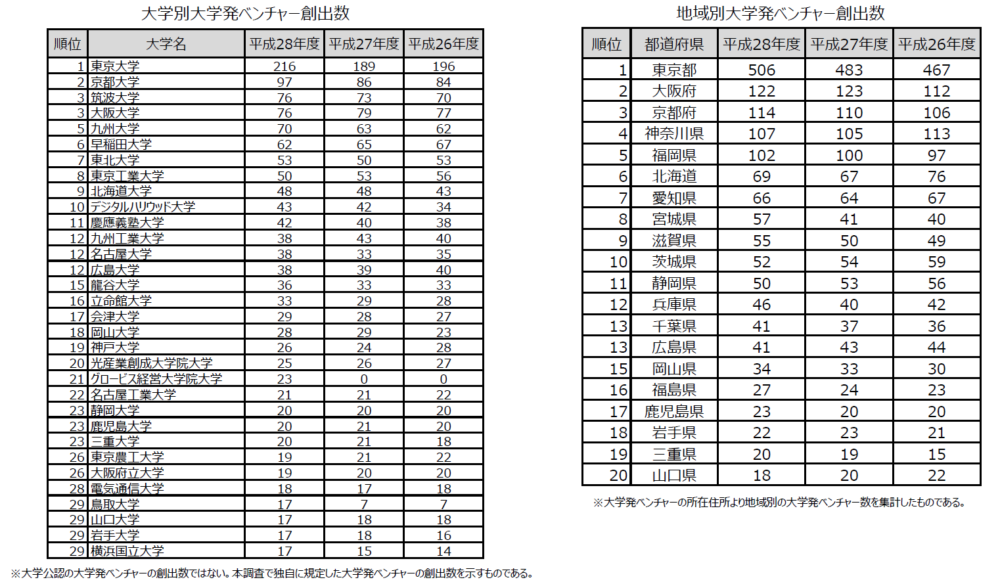 大学別大学発ベンチャー創出数
順位 大学名 平成28年度 平成27年度 平成26年度
1 東京大学 216 189 196
2 京都大学 97 86 84
3 筑波大学 76 73 70
3 大阪大学 76 79 77
5 九州大学 70 63 62
6 早稲田大学 62 65 67
7 東北大学 53 50 53
8 東京工業大学 50 53 56
9 北海道大学 48 48 43
10 デジタルハリウッド大学 43 42 34
11 慶應義塾大学 42 40 38
12 九州工業大学 38 43 40
12 名古屋大学 38 33 35
12 広島大学 38 39 40
15 龍谷大学 36 33 33
16 立命館大学 33 29 28
17 会津大学 29 28 27
18 岡山大学 28 29 23
19 神戸大学 26 24 28
20 光産業創成大学院大学 25 26 27
21 グロービス経営大学院大学 23 0 0
22 名古屋工業大学 21 21 22
23 静岡大学 20 20 20
23 鹿児島大学 20 21 20
23 三重大学 20 21 18
26 東京農工大学 19 21 22
26 大阪府立大学 19 20 20
28 電気通信大学 18 17 18
29 鳥取大学 17 7 7
29 山口大学 17 18 18
29 岩手大学 17 18 16
29 横浜国立大学 17 15 14
※大学公認の大学発ベンチャーの創出数ではない。本調査で独自に規定した大学発ベンチャーの創出数を示すものである。
地域別大学発ベンチャー創出数
順位 都道府県 平成28年度 平成27年度 平成26年度
1 東京都 506 483 467
2 大阪府 122 123 112
3 京都府 114 110 106
4 神奈川県 107 105 113
5 福岡県 102 100 97
6 北海道 69 67 76
7 愛知県 66 64 67
8 宮城県 57 41 40
9 滋賀県 55 50 49
10 茨城県 52 54 59
11 静岡県 50 53 56
12 兵庫県 46 40 42
13 千葉県 41 37 36
13 広島県 41 43 44
15 岡山県 34 33 30
16 福島県 27 24 23
17 鹿児島県 23 20 20
18 岩手県 22 23 21
19 三重県 20 19 15
20 山口県 18 20 22
※大学発ベンチャーの所在住所より地域別の大学発ベンチャー数を集計したものである。